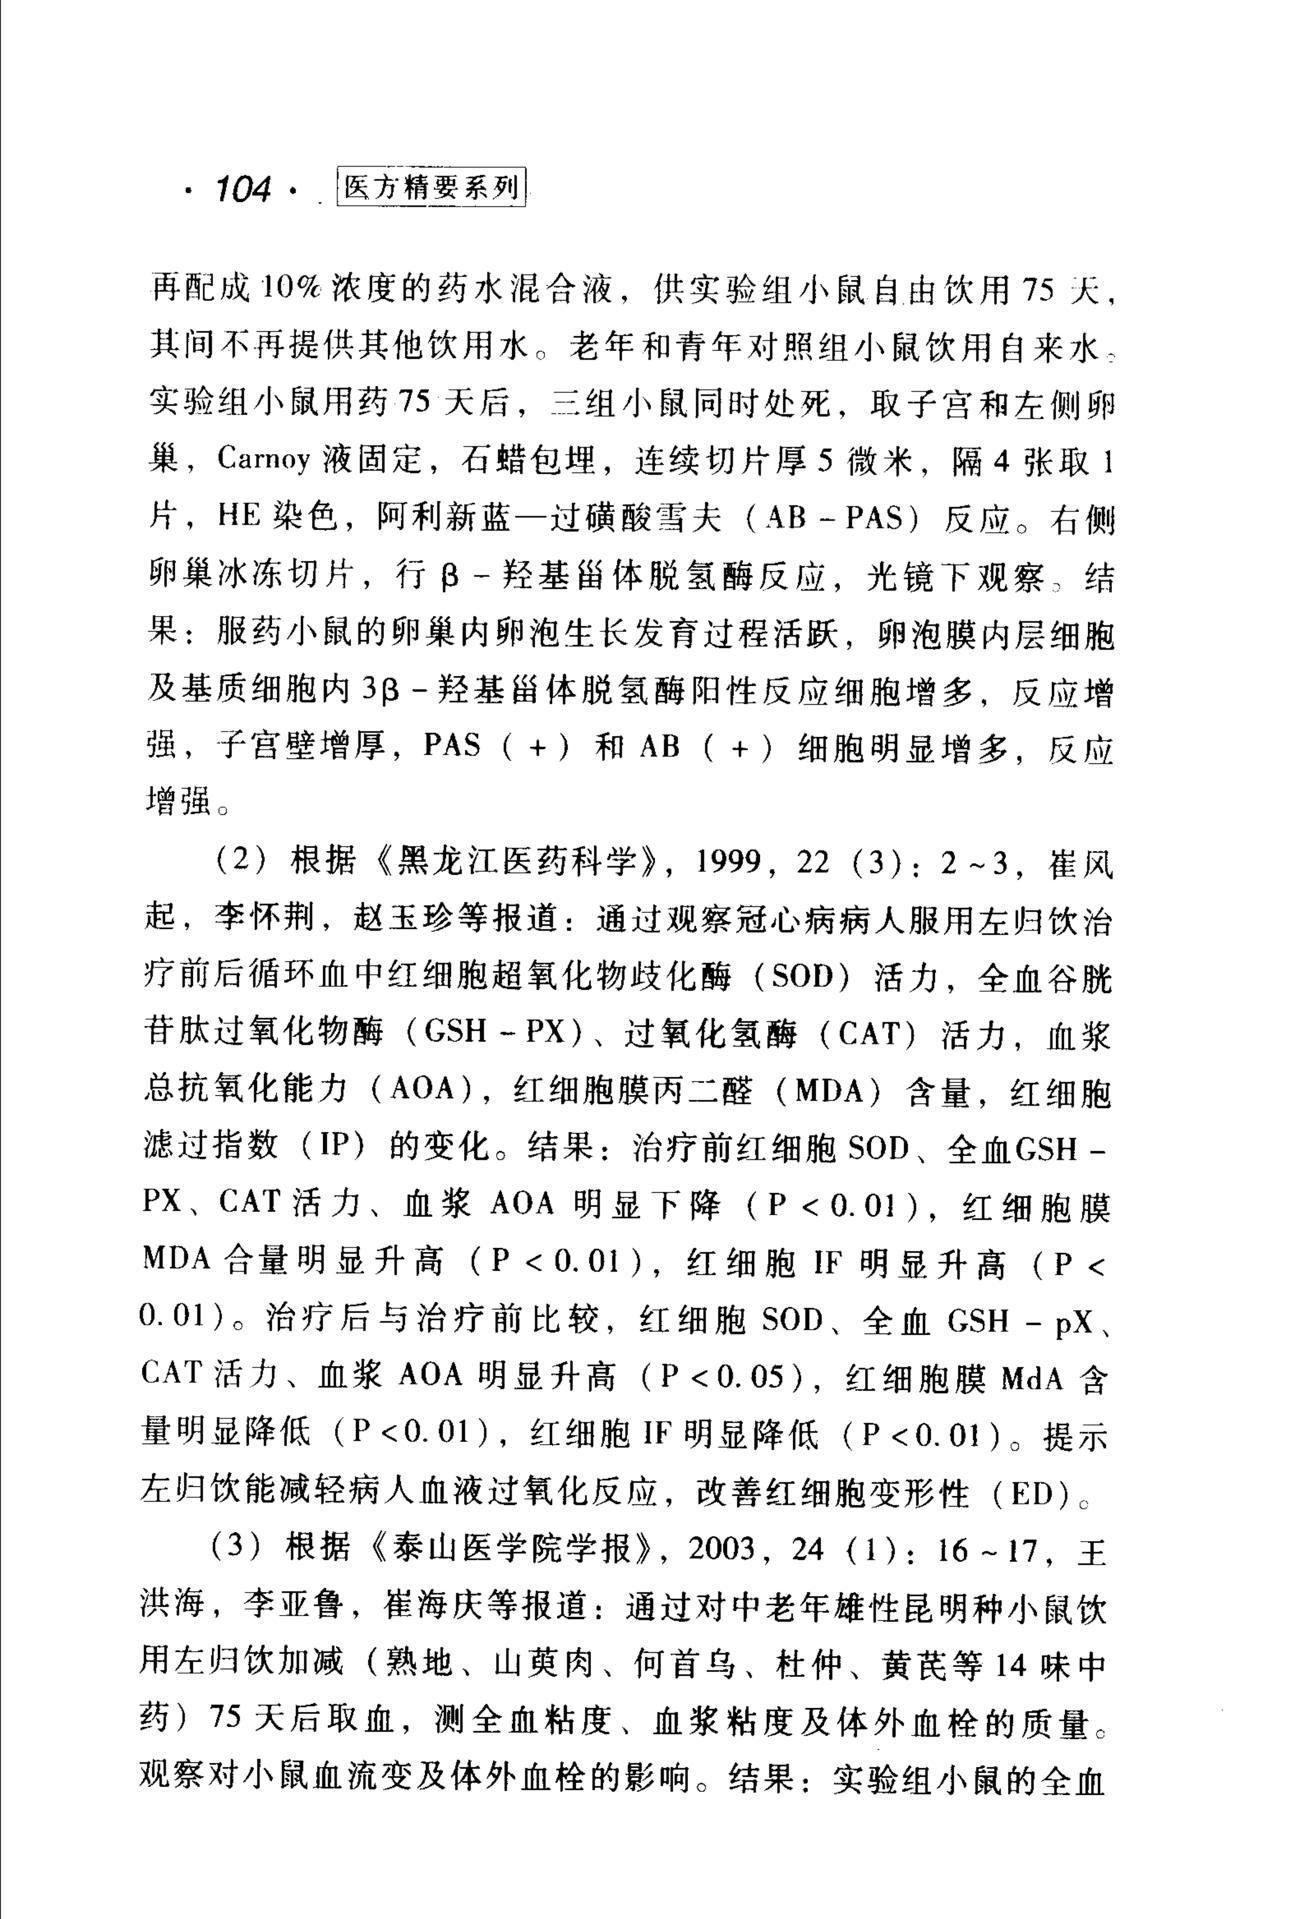 · 104 · 医方精要系列
再配成 10% 浓度的药水混合液，供实验组小鼠自由饮用 75 天，
其间不再提供其他饮用水。老年和青年对照组小鼠饮用自来水。
实验组小鼠用药 75 天后，三组小鼠同时处死，取子宫和左侧卵
巢，Carnoy 液固定，石蜡包埋，连续切片厚 5 微米，隔 4 张取 1
片，HE 染色，阿利新蓝—过磺酸雪夫（AB－PAS）反应。右侧
卵巢冰冻切片，行 β－羟基甾体脱氢酶反应，光镜下观察。结
果：服药小鼠的卵巢内卵泡生长发育过程活跃，卵泡膜内层细胞
及基质细胞内 3β－羟基甾体脱氢酶阳性反应细胞增多，反应增
强，子宫壁增厚，PAS（+）和 AB（+）细胞明显增多，反应
增强。
（2）根据《黑龙江医药科学》，1999，22（3）：2～3，崔风
起，李怀荆，赵玉珍等报道：通过观察冠心病病人服用左归饮治
疗前后循环血中红细胞超氧化物歧化酶（SOD）活力，全血谷胱
苷肽过氧化物酶（GSH－PX）、过氧化氢酶（CAT）活力，血浆
总抗氧化能力（AOA），红细胞膜丙二醛（MDA）含量，红细胞
滤过指数（IP）的变化。结果：治疗前红细胞 SOD、全血GSH－
PX、CAT 活力、血浆 AOA 明显下降（P＜0.01），红细胞膜
MDA 合量明显升高（P＜0.01），红细胞 IF 明显升高（P＜
0.01）。治疗后与治疗前比较，红细胞 SOD、全血 GSH－pX、
CAT 活力、血浆 AOA 明显升高（P＜0.05），红细胞膜 MdA 含
量明显降低（P＜0.01），红细胞 IF 明显降低（P＜0.01）。提示
左归饮能减轻病人血液过氧化反应，改善红细胞变形性（ED）。
（3）根据《泰山医学院学报》，2003，24（1）：16～17，王
洪海，李亚鲁，崔海庆等报道：通过对中老年雄性昆明种小鼠饮
用左归饮加减（熟地、山萸肉、何首乌、杜仲、黄芪等 14 味中
药）75 天后取血，测全血粘度、血浆粘度及体外血栓的质量。
观察对小鼠血流变及体外血栓的影响。结果：实验组小鼠的全血